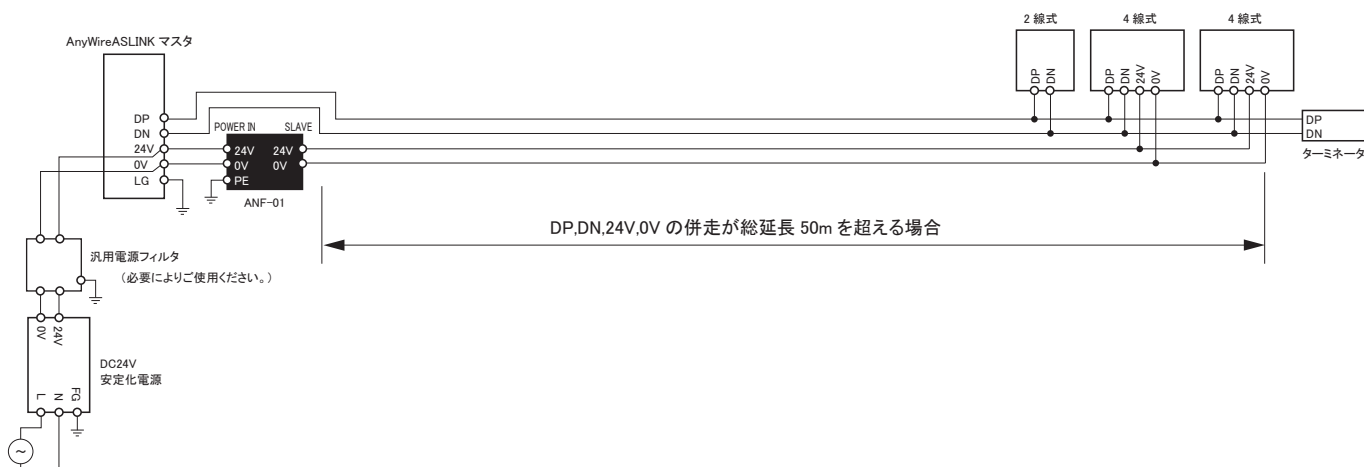 2 線式
4 線式
4 線式
AnyWireASLINK マスタ
DP
DN
DP
DN
24V
0V
DP
DN
24V
0V
DP
DN
24V
0V
LG
POWER IN
SLAVE
24V
0V
PE
24V
0V
ANF-01
DP
DN
ターミネータ
DP,DN,24V,0V の併走が総延長 50m を超える場合
汎用電源フィルタ
（必要によりご使用ください。）
0V
24V
DC24V
安定化電源
L
N
FG
~